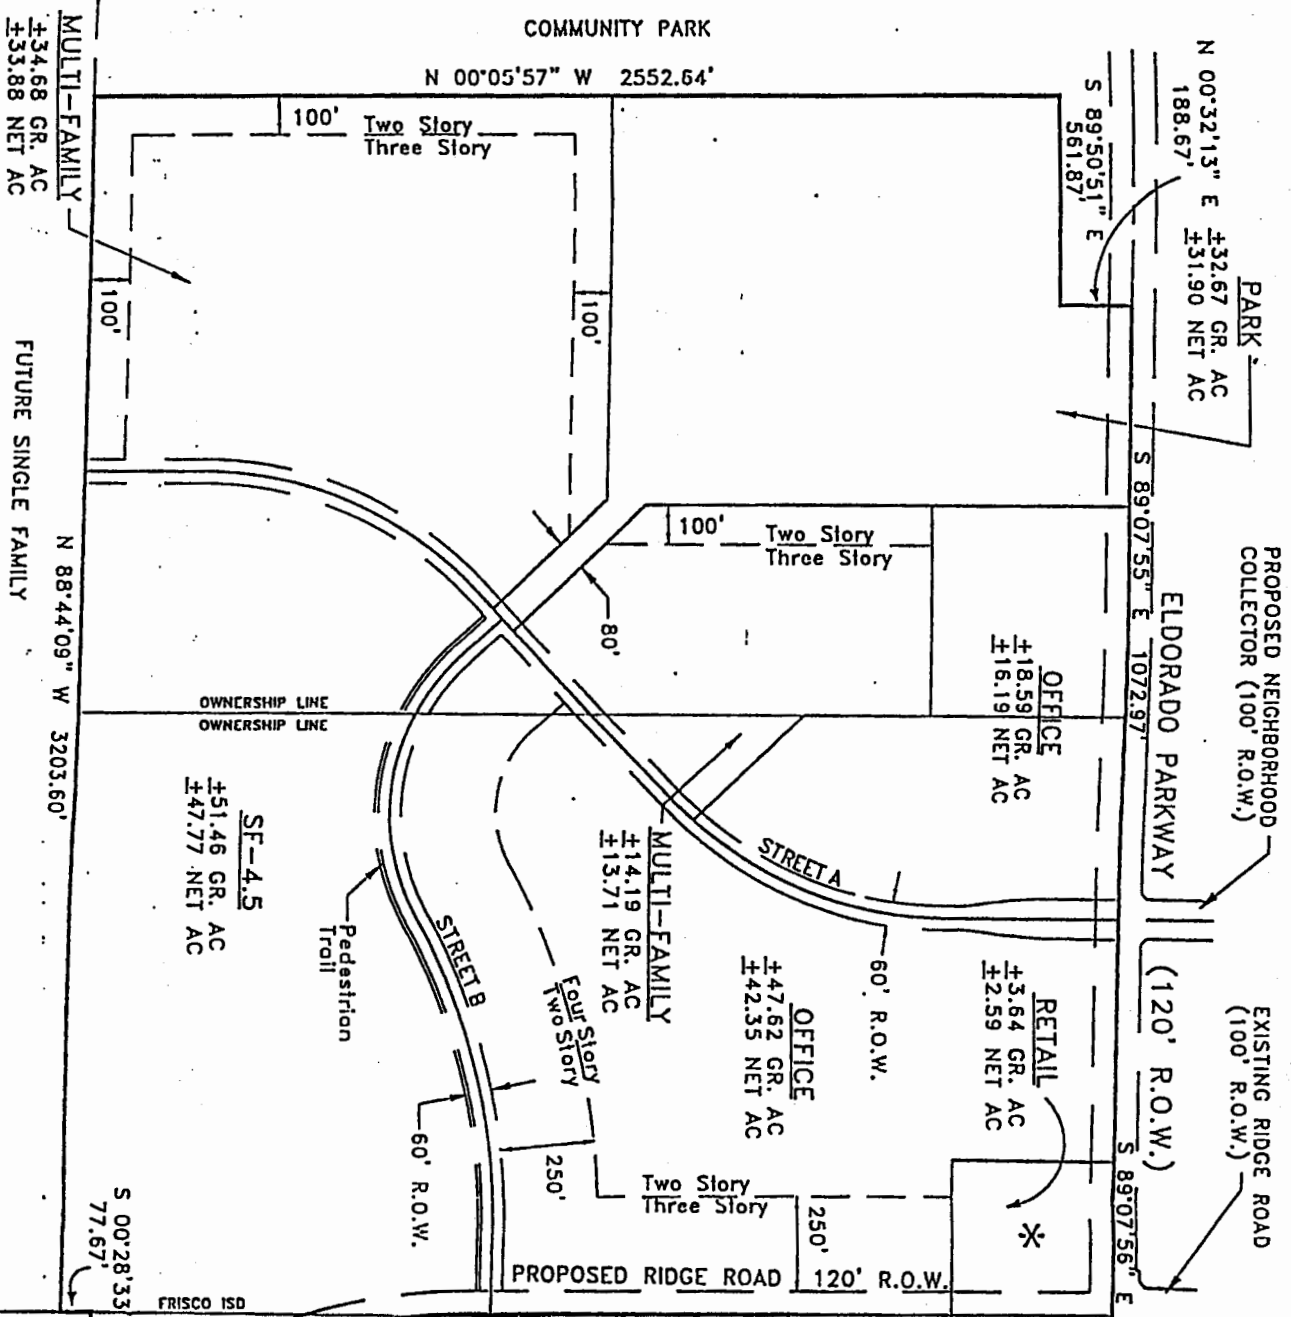 COMMUNITY PARK
N 00°05'57" W 2552.64'
MULTI-FAMILY
±34.68 GR. AC
±33.88 NET AC
100'
Two Story
Three Story
100'
100'
N 00°32'13" E
188.67'
S 89°50'51" E
561.87'
PARK
±32.67 GR. AC
±31.90 NET AC
FUTURE SINGLE FAMILY
N 88°44'09" W 3203.60'
S 89°07'55" E 1072.97'
ELDORADO PARKWAY
(120' R.O.W.)
PROPOSED NEIGHBORHOOD
COLLECTOR (100' R.O.W.)
EXISTING RIDGE ROAD
(100' R.O.W.)
100'
Two Story
Three Story
80'
OFFICE
±18.59 GR. AC
±16.19 NET AC
OWNERSHIP LINE
OWNERSHIP LINE
SF-4.5
±51.46 GR. AC
±47.77 NET AC
MULTI-FAMILY
±14.19 GR. AC
±13.71 NET AC
STREET A
60' R.O.W.
Pedestrian
Trail
STREET B
Four Story
Two Story
OFFICE
±47.62 GR. AC
±42.35 NET AC
RETAIL
±3.64 GR. AC
±2.59 NET AC
60' R.O.W.
250'
Two Story
Three Story
250'
S 89°07'56" E
PROPOSED RIDGE ROAD 120' R.O.W.
S 00°28'33
77.67'
FRISCO ISD